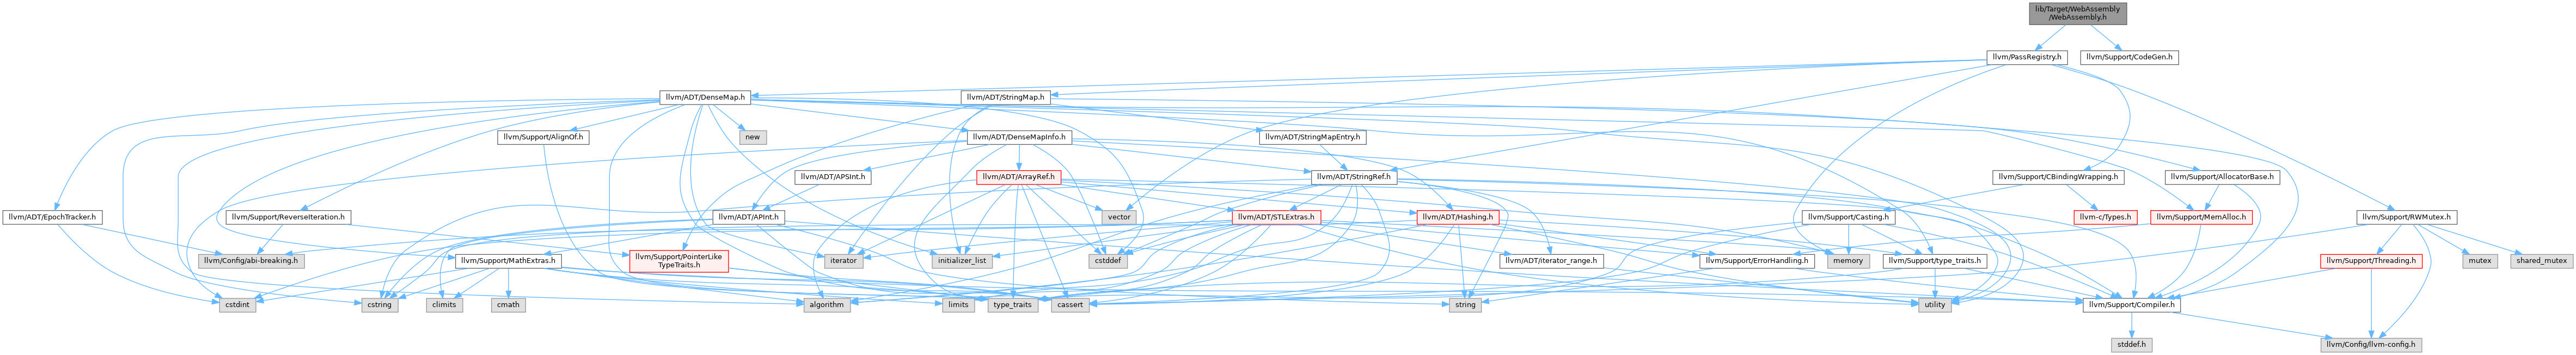 lib/Target/WebAssembly
/WebAssembly.h
llvm/PassRegistry.h
llvm/Support/CodeGen.h
llvm/ADT/DenseMap.h
llvm/ADT/StringMap.h
llvm/Support/AlignOf.h
new
llvm/ADT/DenseMapInfo.h
llvm/ADT/StringMapEntry.h
llvm/ADT/APSInt.h
llvm/ADT/ArrayRef.h
llvm/ADT/StringRef.h
llvm/Support/CBindingWrapping.h
llvm/Support/AllocatorBase.h
llvm/ADT/EpochTracker.h
llvm/Support/ReverseIteration.h
llvm/ADT/APInt.h
vector
llvm/ADT/STLExtras.h
llvm/ADT/Hashing.h
llvm/Support/Casting.h
llvm-c/Types.h
llvm/Support/MemAlloc.h
llvm/Support/RWMutex.h
llvm/Config/abi-breaking.h
llvm/Support/MathExtras.h
llvm/Support/PointerLike
TypeTraits.h
iterator
initializer_list
cstddef
llvm/ADT/iterator_range.h
llvm/Support/ErrorHandling.h
memory
llvm/Support/type_traits.h
llvm/Support/Threading.h
mutex
shared_mutex
cstdint
cstring
climits
cmath
algorithm
limits
type_traits
cassert
string
utility
llvm/Support/Compiler.h
stddef.h
llvm/Config/llvm-config.h